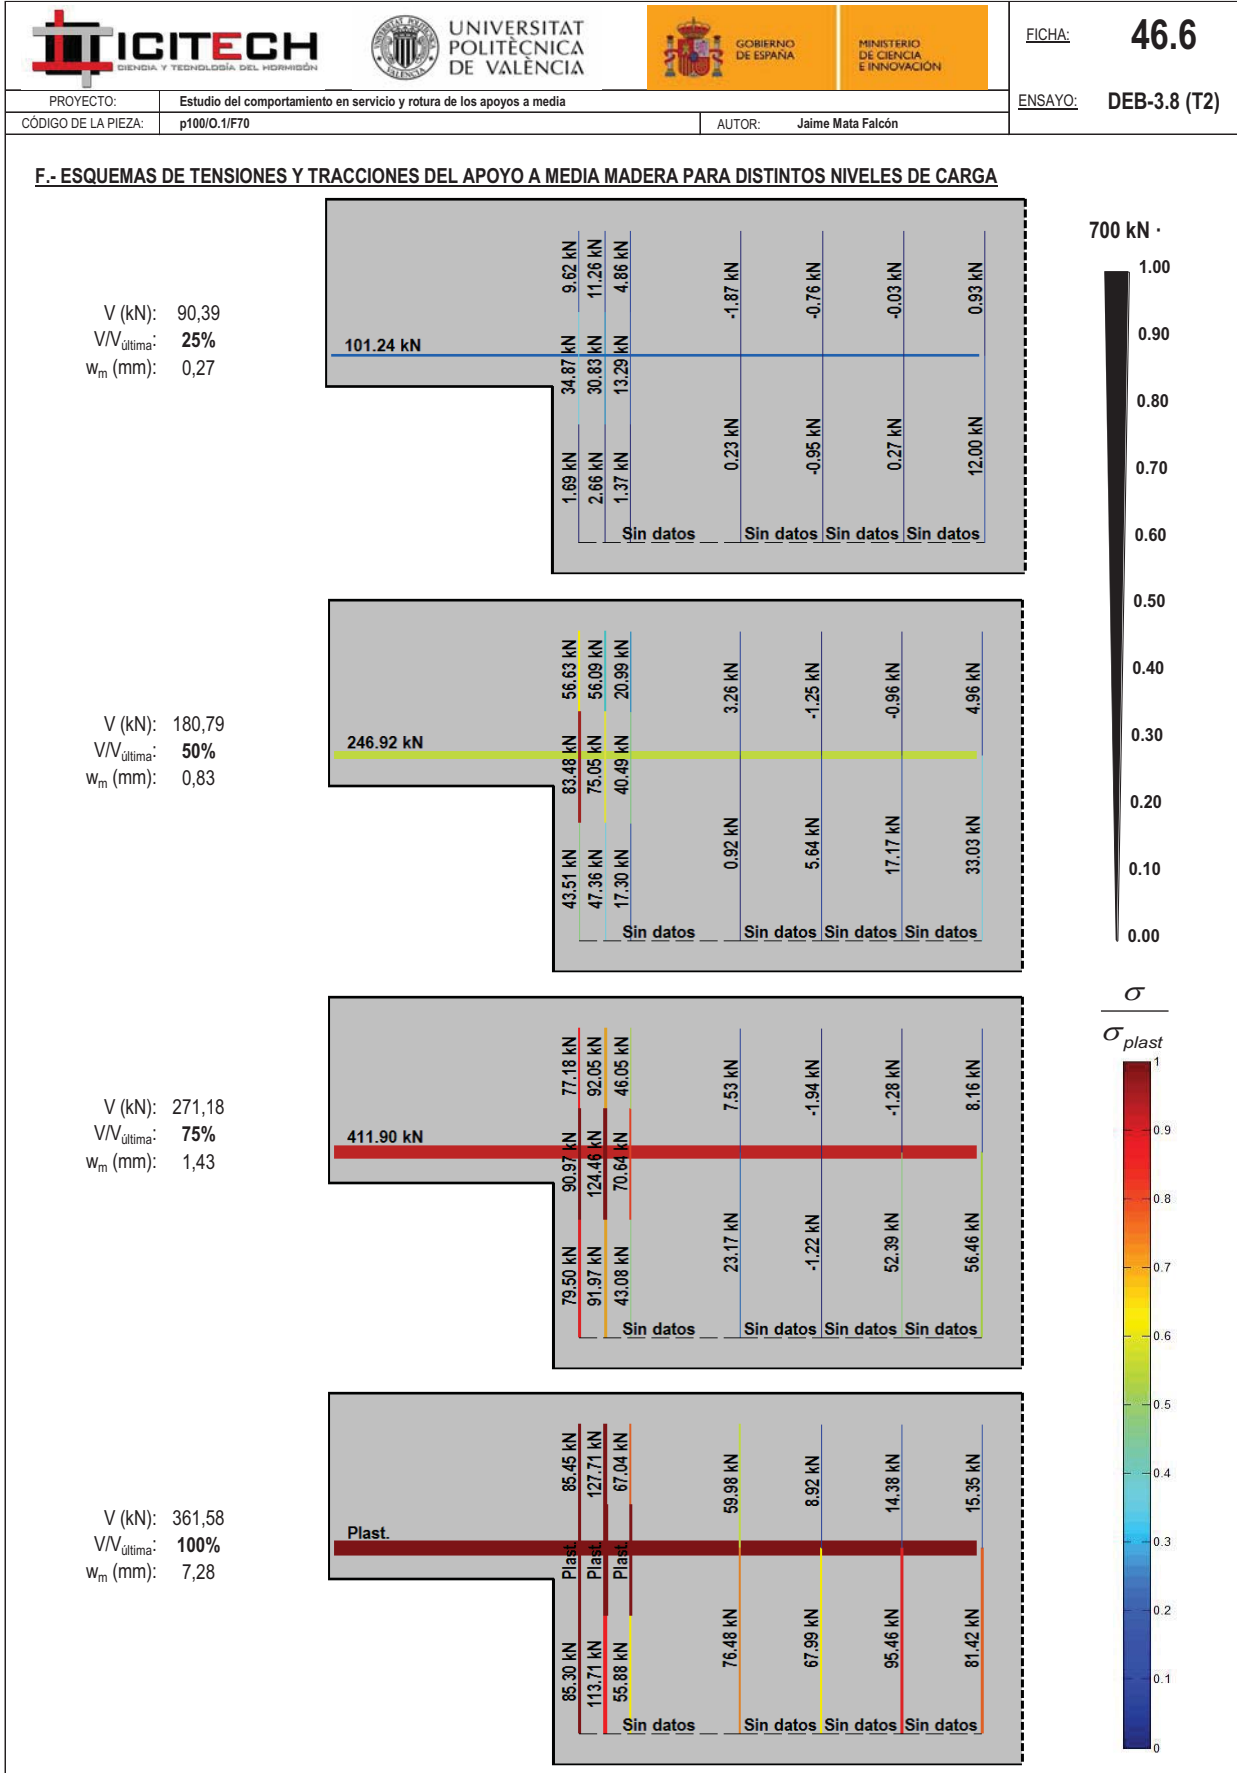 ICITECH
CIENCIA Y TECNOLOGÍA DEL HORMIGÓN
UNIVERSITAT
POLITÈCNICA
DE VALÈNCIA
GOBIERNO
DE ESPAÑA
MINISTERIO
DE CIENCIA
E INNOVACIÓN
FICHA: 46.6
PROYECTO: Estudio del comportamiento en servicio y rotura de los apoyos a media
ENSAYO: DEB-3.8 (T2)
CÓDIGO DE LA PIEZA: p100/O.1/F70
AUTOR: Jaime Mata Falcón
F.- ESQUEMAS DE TENSIONES Y TRACCIONES DEL APOYO A MEDIA MADERA PARA DISTINTOS NIVELES DE CARGA
V (kN): 90,39
V/Vúltima: 25%
wm (mm): 0,27
101.24 kN
9.62 kN
11.26 kN
4.86 kN
-1.87 kN
-0.76 kN
-0.03 kN
0.93 kN
34.87 kN
30.83 kN
13.29 kN
1.69 kN
2.66 kN
1.37 kN
0.23 kN
-0.95 kN
0.27 kN
12.00 kN
Sin datos Sin datos Sin datos Sin datos
V (kN): 180,79
V/Vúltima: 50%
wm (mm): 0,83
246.92 kN
56.63 kN
56.09 kN
20.99 kN
3.26 kN
-1.25 kN
-0.96 kN
4.96 kN
83.48 kN
75.05 kN
40.49 kN
43.51 kN
47.36 kN
17.30 kN
0.92 kN
5.64 kN
17.17 kN
33.03 kN
Sin datos Sin datos Sin datos Sin datos
V (kN): 271,18
V/Vúltima: 75%
wm (mm): 1,43
411.90 kN
77.18 kN
92.05 kN
46.05 kN
7.53 kN
-1.94 kN
-1.28 kN
8.16 kN
90.97 kN
124.46 kN
70.64 kN
79.50 kN
91.97 kN
43.08 kN
23.17 kN
-1.22 kN
52.39 kN
56.46 kN
Sin datos Sin datos Sin datos Sin datos
V (kN): 361,58
V/Vúltima: 100%
wm (mm): 7,28
Plast.
85.45 kN
127.71 kN
67.04 kN
59.98 kN
8.92 kN
14.38 kN
15.35 kN
Plast.
Plast.
Plast.
85.30 kN
113.71 kN
55.88 kN
76.48 kN
67.99 kN
95.46 kN
81.42 kN
Sin datos Sin datos Sin datos Sin datos
700 kN ·
1.00
0.90
0.80
0.70
0.60
0.50
0.40
0.30
0.20
0.10
0.00
σ
σplast
1
0.9
0.8
0.7
0.6
0.5
0.4
0.3
0.2
0.1
0